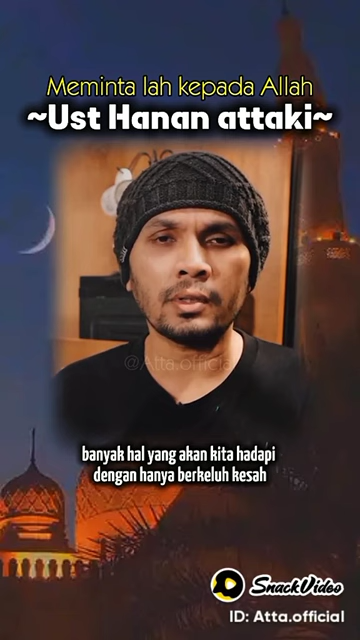 Meminta lah kepada Allah
~Ust Hanan attaki~
@Atta.official
banyak hal yang akan kita hadapi
dengan hanya berkeluh kesah
SnackVideo
ID: Atta.official